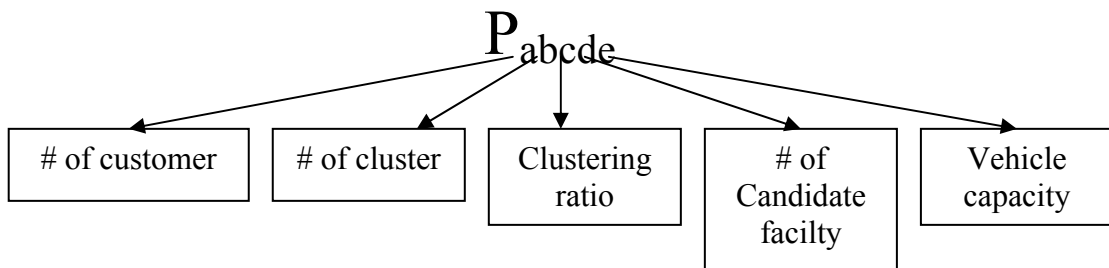 Pabcde
# of customer
# of cluster
Clustering
ratio
# of
Candidate
facilty
Vehicle
capacity